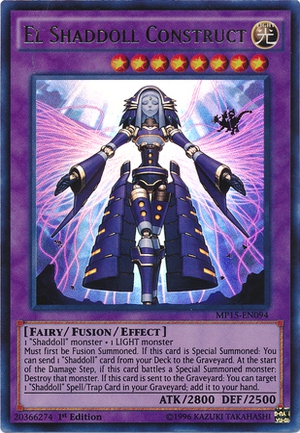 El Shaddoll Construct
LIGHT
光
MP15-EN094
[Fairy / Fusion / Effect]
1 "Shaddoll" monster + 1 LIGHT monster
Must first be Fusion Summoned. If this card is Special Summoned: You
can send 1 "Shaddoll" card from your Deck to the Graveyard. At the start
of the Damage Step, if this card battles a Special Summoned monster:
Destroy that monster. If this card is sent to the Graveyard: You can target
1 "Shaddoll" Spell/Trap Card in your Graveyard; add it to your hand.
ATK/2800 DEF/2500
20366274 1st Edition ©1996 KAZUKI TAKAHASHI